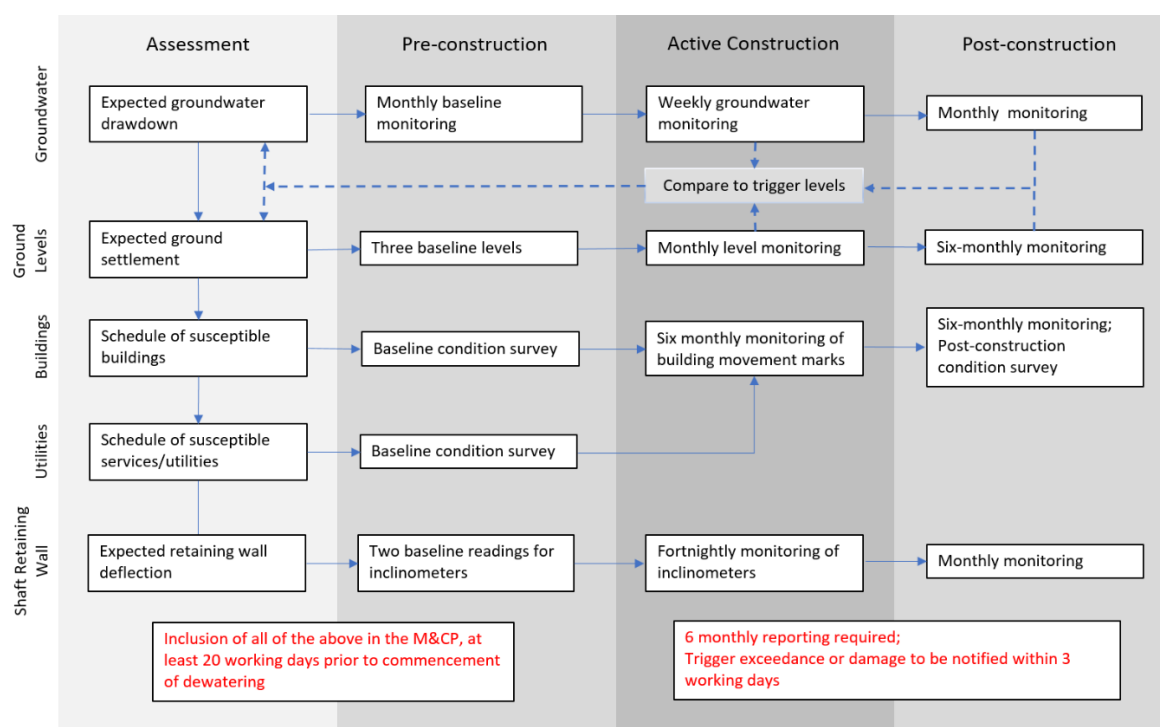 Assessment
Pre-construction
Active Construction
Post-construction
Groundwater
Expected groundwater
drawdown
Monthly baseline
monitoring
Weekly groundwater
monitoring
Monthly monitoring
Compare to trigger levels
Ground
Levels
Expected ground
settlement
Three baseline levels
Monthly level monitoring
Six-monthly monitoring
Buildings
Schedule of susceptible
buildings
Baseline condition survey
Six monthly monitoring of
building movement marks
Six-monthly monitoring;
Post-construction
condition survey
Utilities
Schedule of susceptible
services/utilities
Baseline condition survey
Shaft Retaining
Wall
Expected retaining wall
deflection
Two baseline readings for
inclinometers
Fortnightly monitoring of
inclinometers
Monthly monitoring
Inclusion of all of the above in the M&CP, at
least 20 working days prior to commencement
of dewatering
6 monthly reporting required;
Trigger exceedance or damage to be notified within 3
working days